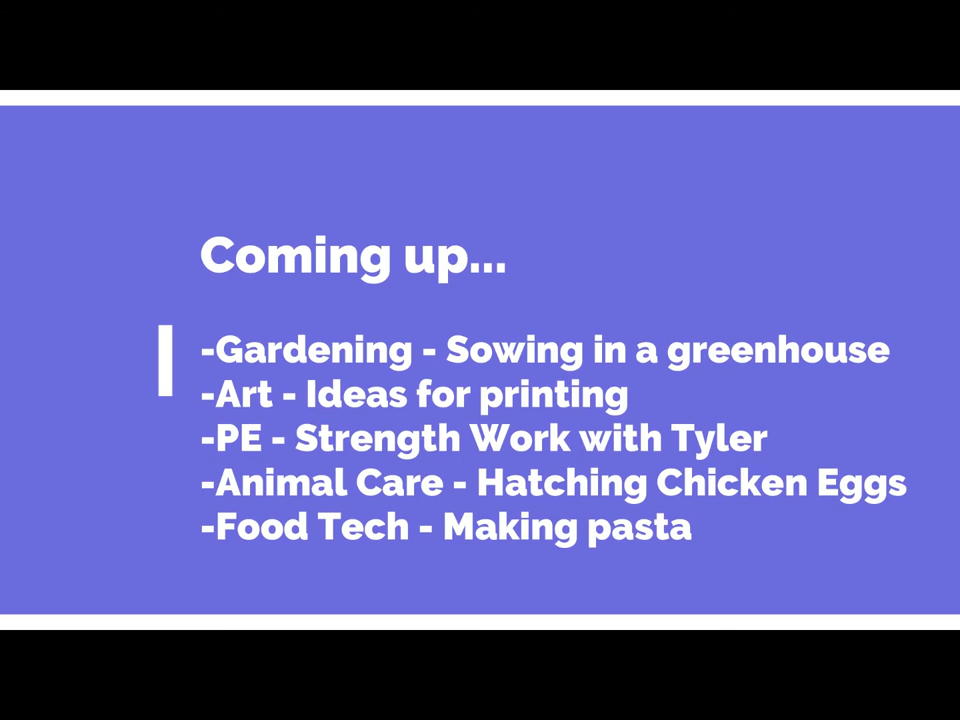 Coming up...
-Gardening - Sowing in a greenhouse
-Art - Ideas for printing
-PE - Strength Work with Tyler
-Animal Care - Hatching Chicken Eggs
-Food Tech - Making pasta